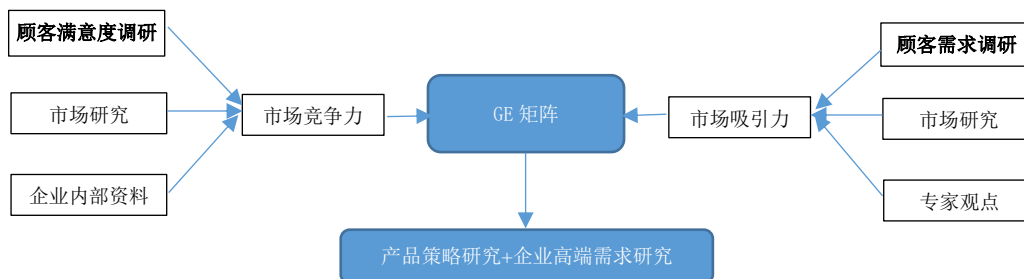 顾客满意度调研
顾客需求调研
市场研究
市场竞争力
GE 矩阵
市场吸引力
市场研究
企业内部资料
专家观点
产品策略研究+企业高端需求研究